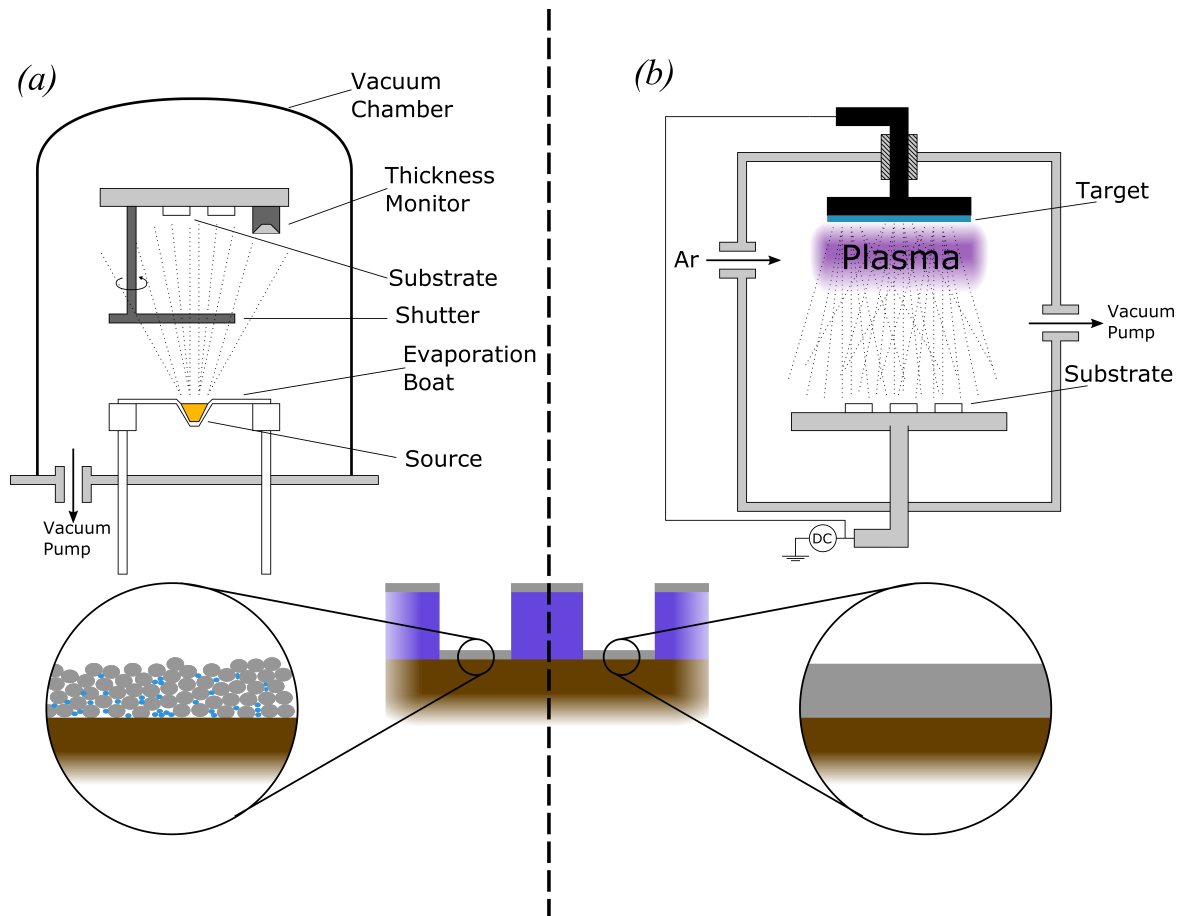 (a)
Vacuum
Chamber
Thickness
Monitor
Substrate
Shutter
Evaporation
Boat
Source
Vacuum
Pump
(b)
Target
Ar
Plasma
Vacuum
Pump
Substrate
DC